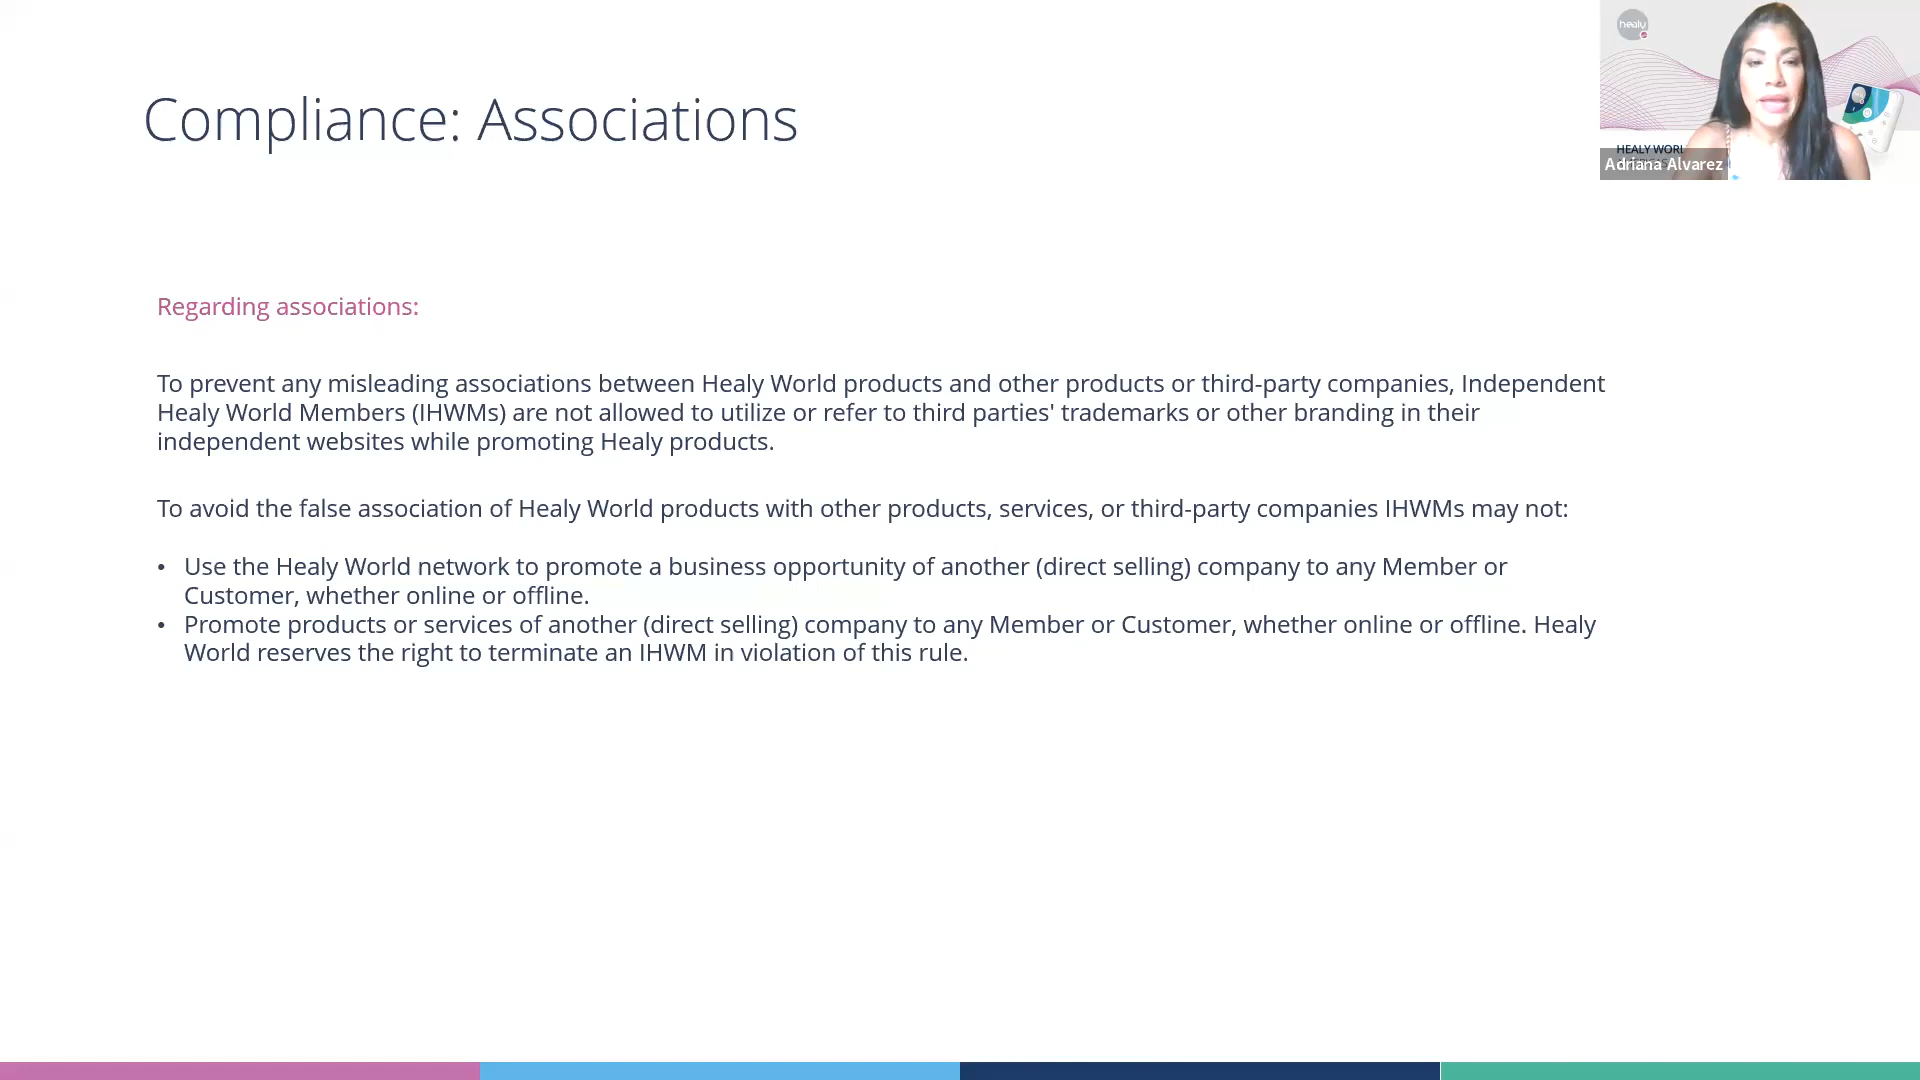 Compliance: Associations
healy
HEALY WORL
Adriana Alvarez
Regarding associations:
To prevent any misleading associations between Healy World products and other products or third-party companies, Independent
Healy World Members (IHWMs) are not allowed to utilize or refer to third parties' trademarks or other branding in their
independent websites while promoting Healy products.
To avoid the false association of Healy World products with other products, services, or third-party companies IHWMs may not:
• Use the Healy World network to promote a business opportunity of another (direct selling) company to any Member or
Customer, whether online or offline.
• Promote products or services of another (direct selling) company to any Member or Customer, whether online or offline. Healy
World reserves the right to terminate an IHWM in violation of this rule.